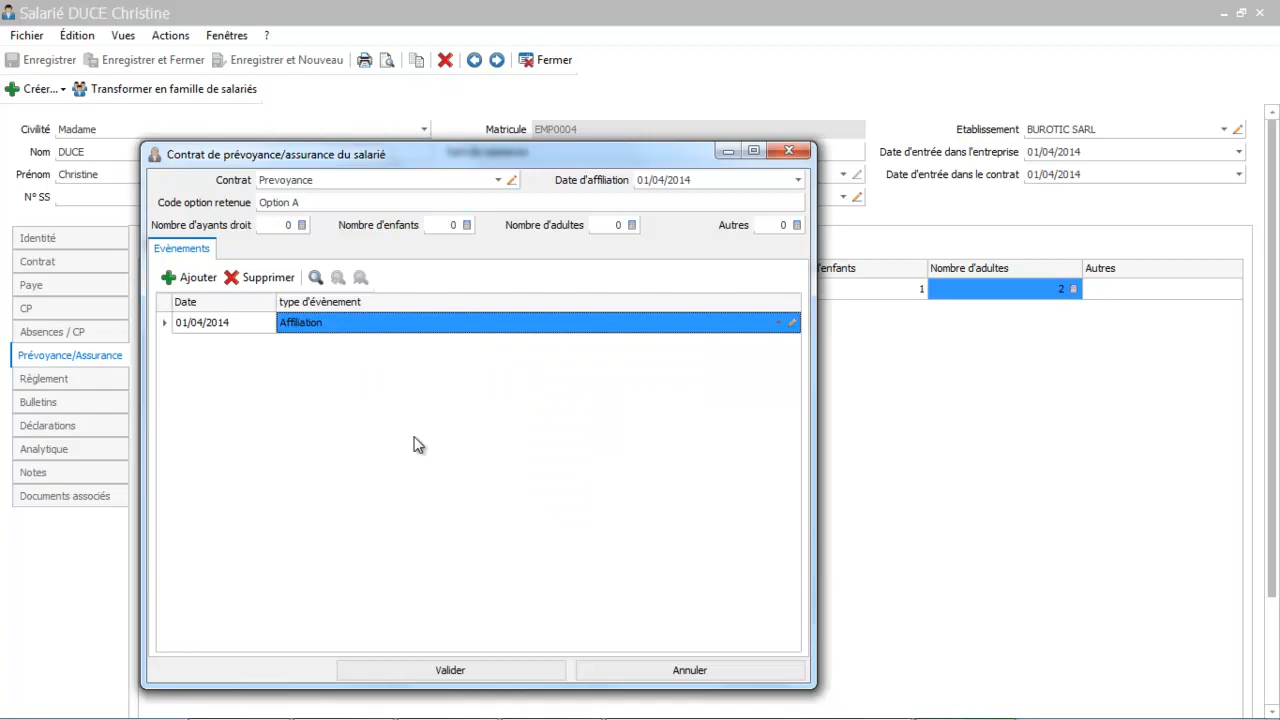 Salarié DUCE Christine
Fichier Édition Vues Actions Fenêtres ?
Enregistrer Enregistrer et Fermer Enregistrer et Nouveau Fermer
Créer... Transformer en famille de salariés
Civilité Madame Matricule EMP0004 Etablissement BUROTIC SARL
Nom DUCE Date d'entrée dans l'entreprise 01/04/2014
Prénom Christine Date d'entrée dans le contrat 01/04/2014
N° SS
Contrat de prévoyance/assurance du salarié
Contrat Prevoyance Date d'affiliation 01/04/2014
Code option retenue Option A
Nombre d'ayants droit 0 Nombre d'enfants 0 Nombre d'adultes 0 Autres 0
Evènements
Ajouter Supprimer
Date type d'évènement
01/04/2014 Affiliation
Valider Annuler
Identité
Contrat
Paye
CP
Absences / CP
Prévoyance/Assurance
Règlement
Bulletins
Déclarations
Analytique
Notes
Documents associés
'enfants Nombre d'adultes Autres
1 2